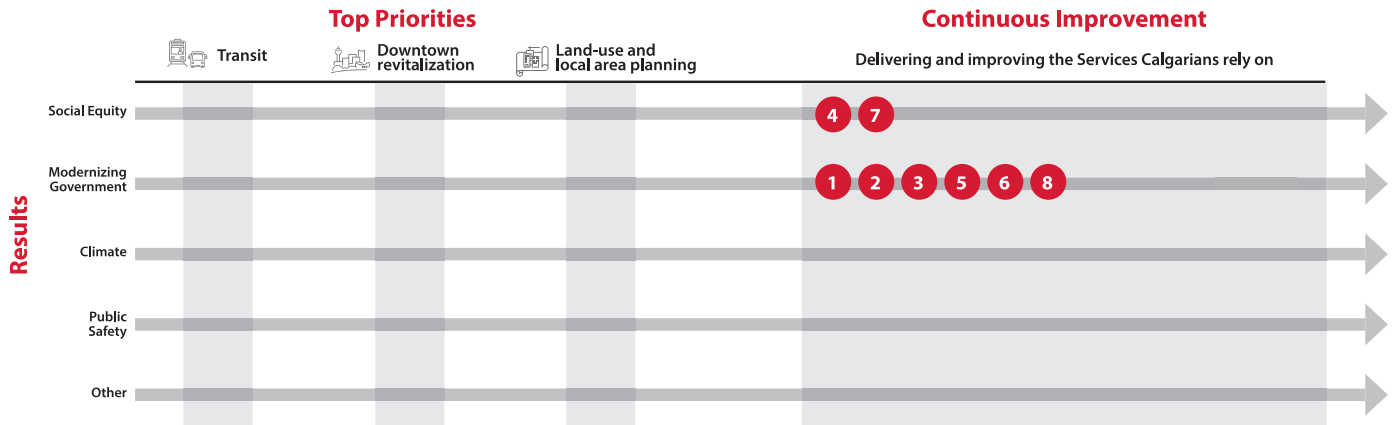 Top Priorities
Continuous Improvement
Transit
Downtown
revitalization
Land-use and
local area planning
Delivering and improving the Services Calgarians rely on
Results
Social Equity
4 7
Modernizing
Government
1 2 3 5 6 8
Climate
Public
Safety
Other